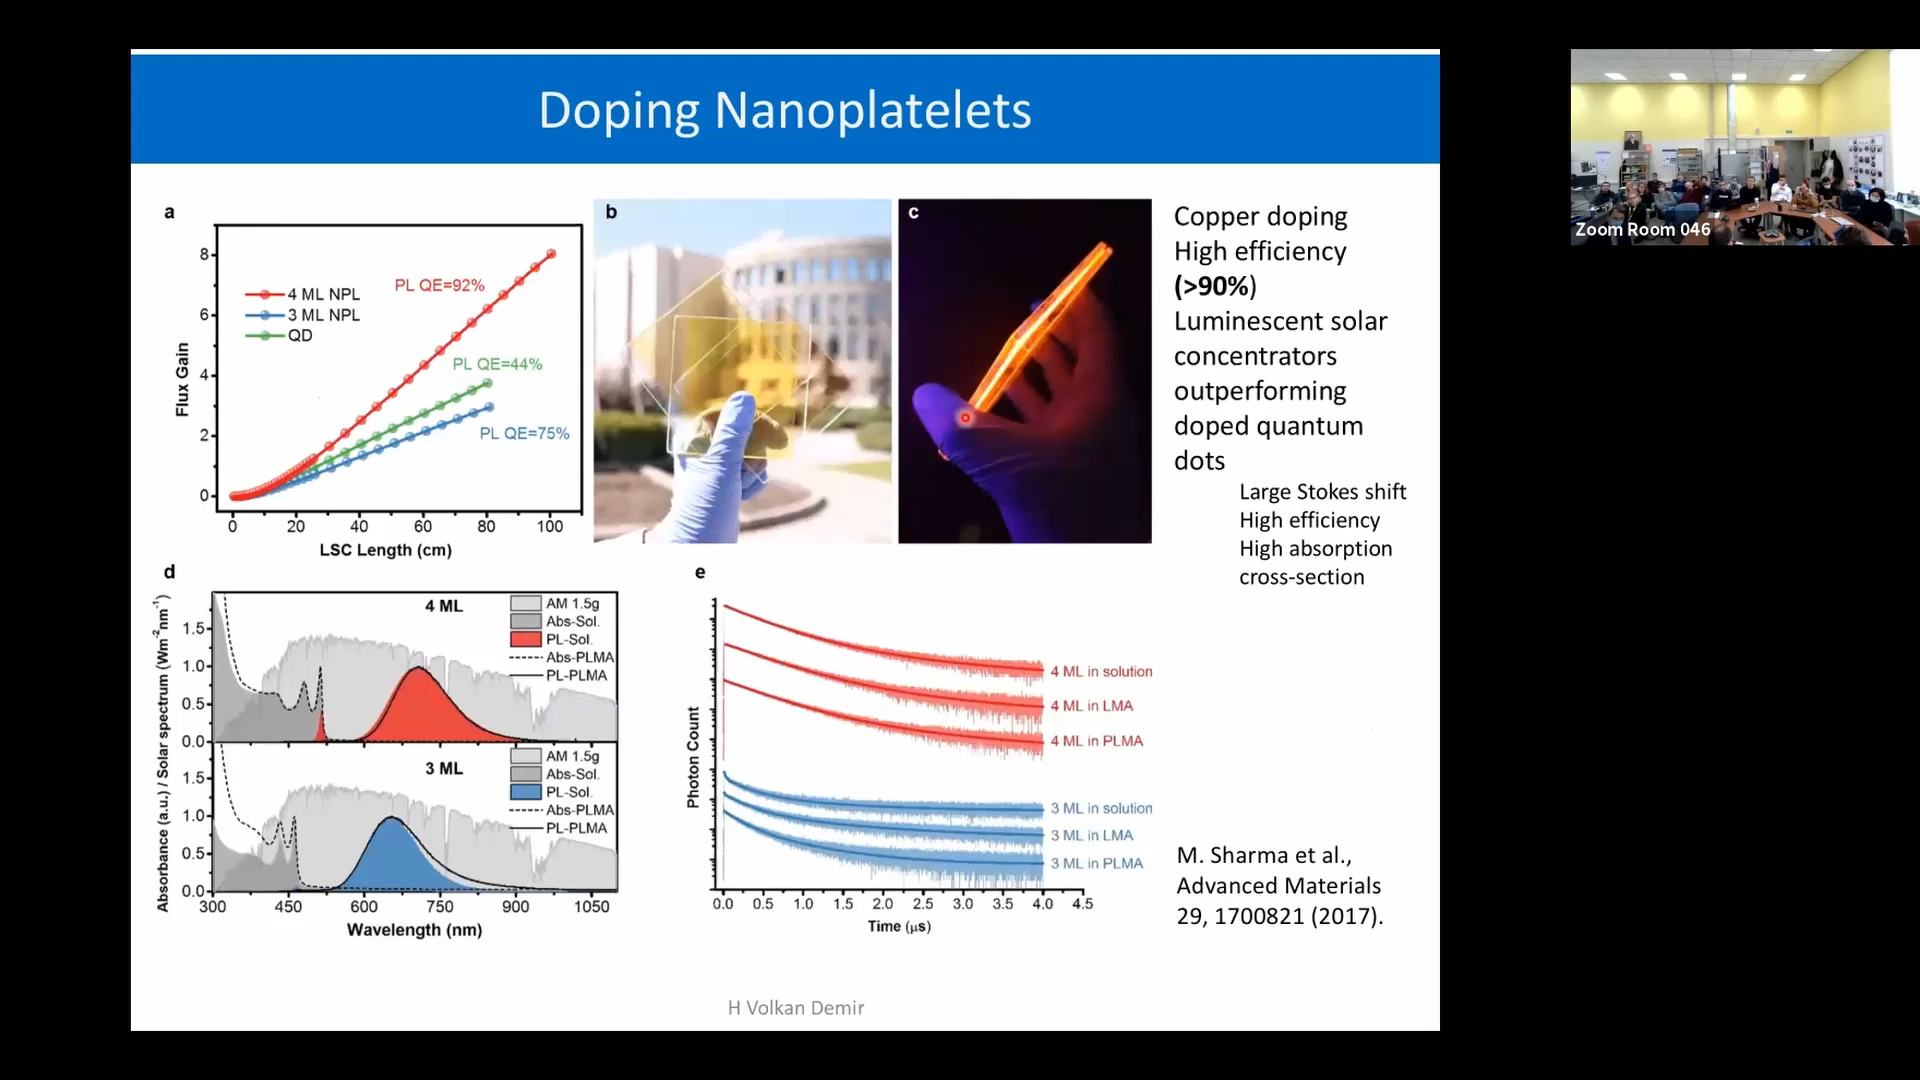 Doping Nanoplatelets
a
8
6
4
2
0
Flux Gain
4 ML NPL
3 ML NPL
QD
PL QE=92%
PL QE=44%
PL QE=75%
0 20 40 60 80 100
LSC Length (cm)
b
c
Copper doping
High efficiency
(>90%)
Luminescent solar
concentrators
outperforming
doped quantum
dots
Large Stokes shift
High efficiency
High absorption
cross-section
d
Absorbance (a.u.) / Solar spectrum (Wm⁻²nm⁻¹)
4 ML
AM 1.5g
Abs-Sol.
PL-Sol.
Abs-PLMA
PL-PLMA
1.5
1.0
0.5
0.0
3 ML
AM 1.5g
Abs-Sol.
PL-Sol.
Abs-PLMA
PL-PLMA
1.5
1.0
0.5
0.0
300 450 600 750 900 1050
Wavelength (nm)
e
Photon Count
4 ML in solution
4 ML in LMA
4 ML in PLMA
3 ML in solution
3 ML in LMA
3 ML in PLMA
0.0 0.5 1.0 1.5 2.0 2.5 3.0 3.5 4.0 4.5
Time (μs)
M. Sharma et al.,
Advanced Materials
29, 1700821 (2017).
H Volkan Demir
Zoom Room 046